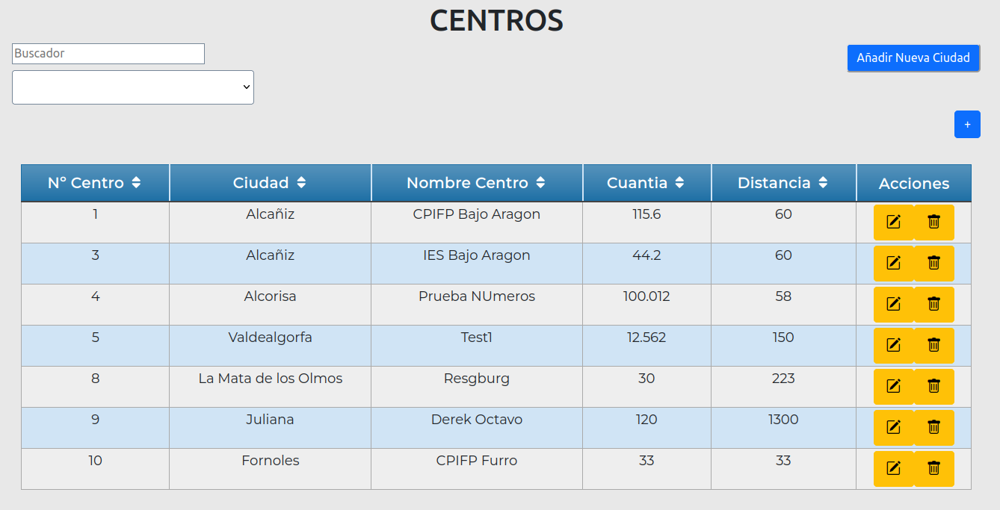 CENTROS
Buscador
Añadir Nueva Ciudad
+
Nº Centro Ciudad Nombre Centro Cuantia Distancia Acciones
1 Alcañiz CPIFP Bajo Aragon 115.6 60
3 Alcañiz IES Bajo Aragon 44.2 60
4 Alcorisa Prueba NUmeros 100.012 58
5 Valdealgorfa Test1 12.562 150
8 La Mata de los Olmos Resgburg 30 223
9 Juliana Derek Octavo 120 1300
10 Fornoles CPIFP Furro 33 33